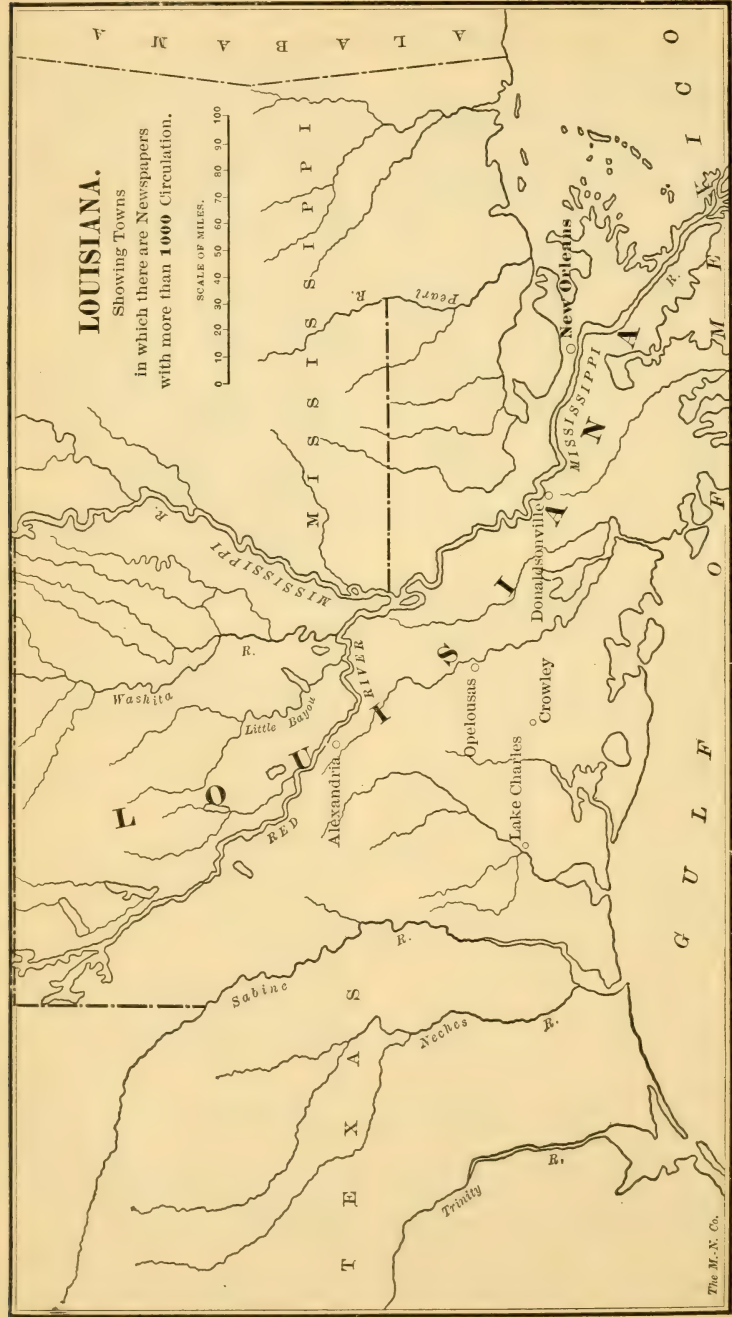 LOUISIANA.
Showing Towns
in which there are Newspapers
with more than 1000 Circulation.
SCALE OF MILES.
0 10 20 30 40 50 60 70 80 90 100
ALABAMA
MISSISSIPPI
Pearl
R.
MISSISSIPPI
R.
Washita
R.
Little Bayou
LOUISIANA
RED
RIVER
Alexandria
Opelousas
Crowley
Lake Charles
Donaldsonville
New Orleans
MISSISSIPPI
R.
Sabine
R.
Neches
R.
TEXAS
Trinity
R.
GULF OF MEXICO
The M.-N. Co.